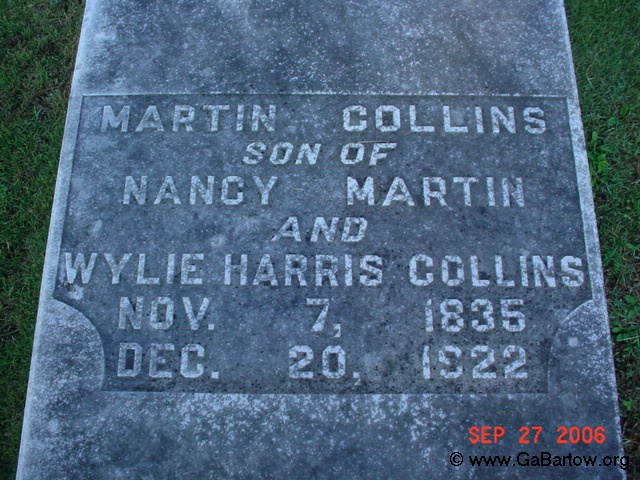 MARTIN COLLINS
SON OF
NANCY MARTIN
AND
WYLIE HARRIS COLLINS
NOV. 7, 1835
DEC. 20. 1922
SEP 27 2006
© www.GaBartow.org